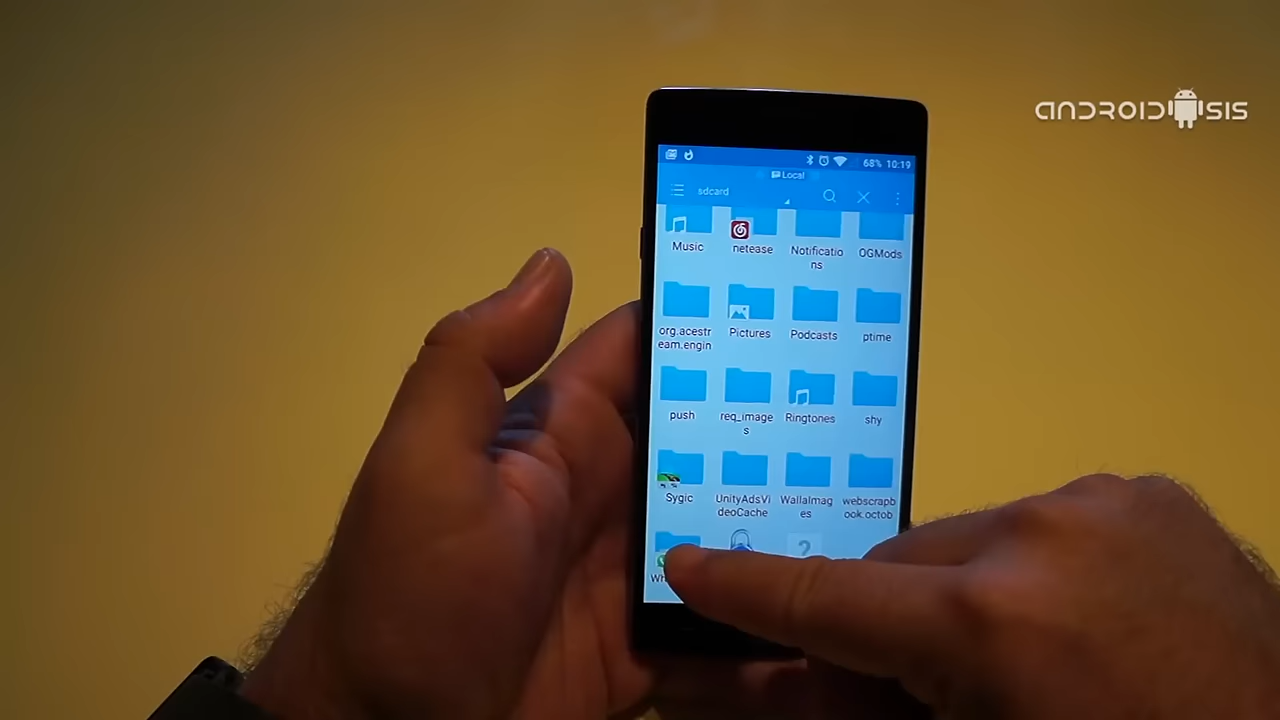 ANDROIDSIS
68% 10:19
Local
sdcard
Music
netease
Notificatio
ns
OGMods
org.acestr
eam.engin
Pictures
Podcasts
ptime
push
req_image
s
Ringtones
shy
Sygic
UnityAdsVi
deoCache
WallaImag
es
webscrapb
ook.octob
?